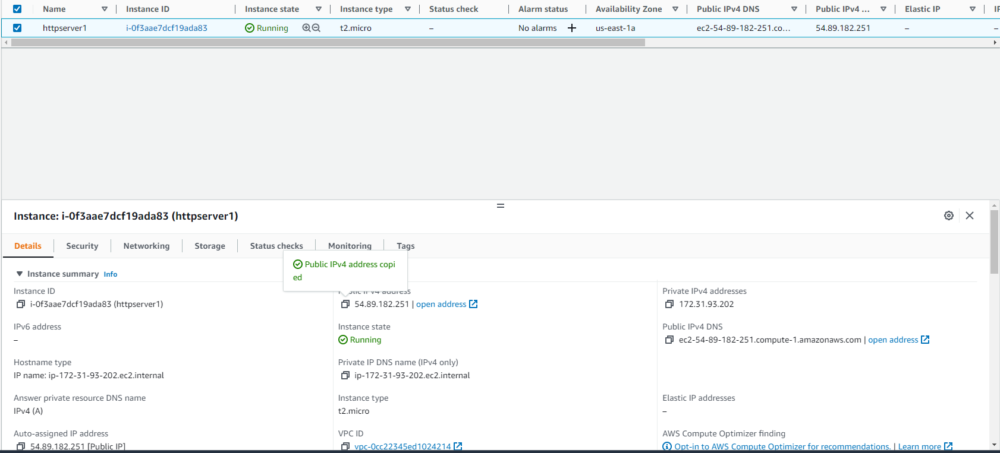 Name Instance ID Instance state Instance type Status check Alarm status Availability Zone Public IPv4 DNS Public IPv4 ... Elastic IP
httpserver1 i-0f3aae7dcf19ada83 Running t2.micro – No alarms + us-east-1a ec2-54-89-182-251.co... 54.89.182.251 – –
Instance: i-0f3aae7dcf19ada83 (httpserver1)
Details Security Networking Storage Status checks Monitoring Tags
Public IPv4 address copi
ed
Instance summary Info
Instance ID
i-0f3aae7dcf19ada83 (httpserver1)
IPv6 address
–
Hostname type
IP name: ip-172-31-93-202.ec2.internal
Answer private resource DNS name
IPv4 (A)
Auto-assigned IP address
54.89.182.251 [Public IP]
Public IPv4 address
54.89.182.251 | open address
Instance state
Running
Private IP DNS name (IPv4 only)
ip-172-31-93-202.ec2.internal
Instance type
t2.micro
VPC ID
vpc-0cc22345ed1024214
Private IPv4 addresses
172.31.93.202
Public IPv4 DNS
ec2-54-89-182-251.compute-1.amazonaws.com | open address
Elastic IP addresses
–
AWS Compute Optimizer finding
Opt-in to AWS Compute Optimizer for recommendations. | Learn more